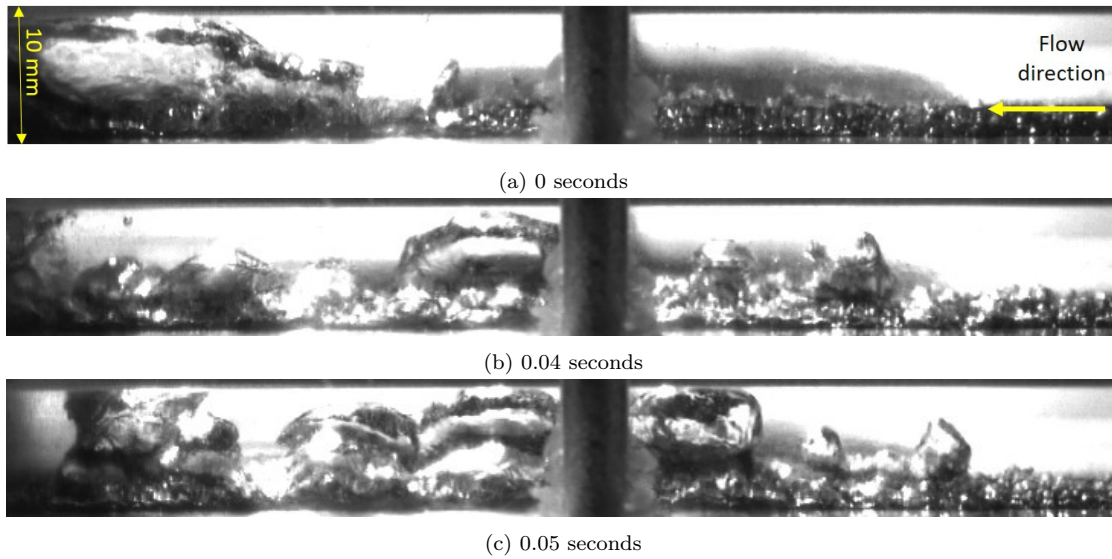 10 mm
Flow
direction
(a) 0 seconds
(b) 0.04 seconds
(c) 0.05 seconds